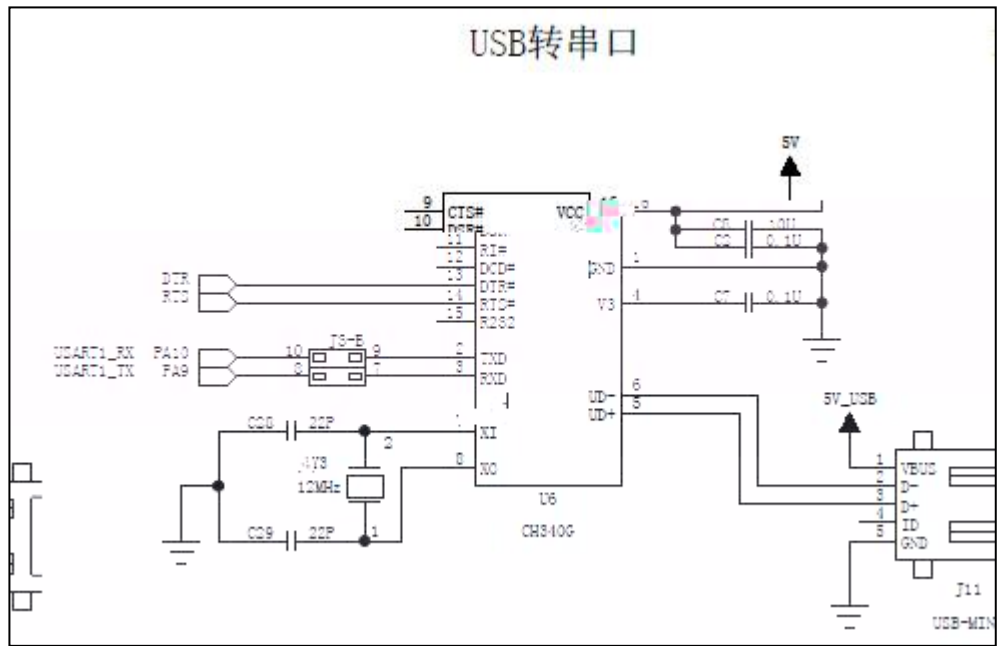 USB转串口
5V
9 CTS# VCC
10
11 RI#
12 DCD# GND 1
DTR 13 DTR#
RTS 14 RTS# V3 4 C7 0.1U
15 R232
C2 0.1U
10U
J3-B
USART1_RX PA10 10 9 2 TXD
USART1_TX PA9 8 7 3 RXD
UD- 6
UD+ 5
5V_USB
C28 22P XI
2
Y3
12MHz
8 XO
C29 22P 1
U6
CH340G
1 VBUS
2 D-
3 D+
4 ID
5 GND
J11
USB-MIN